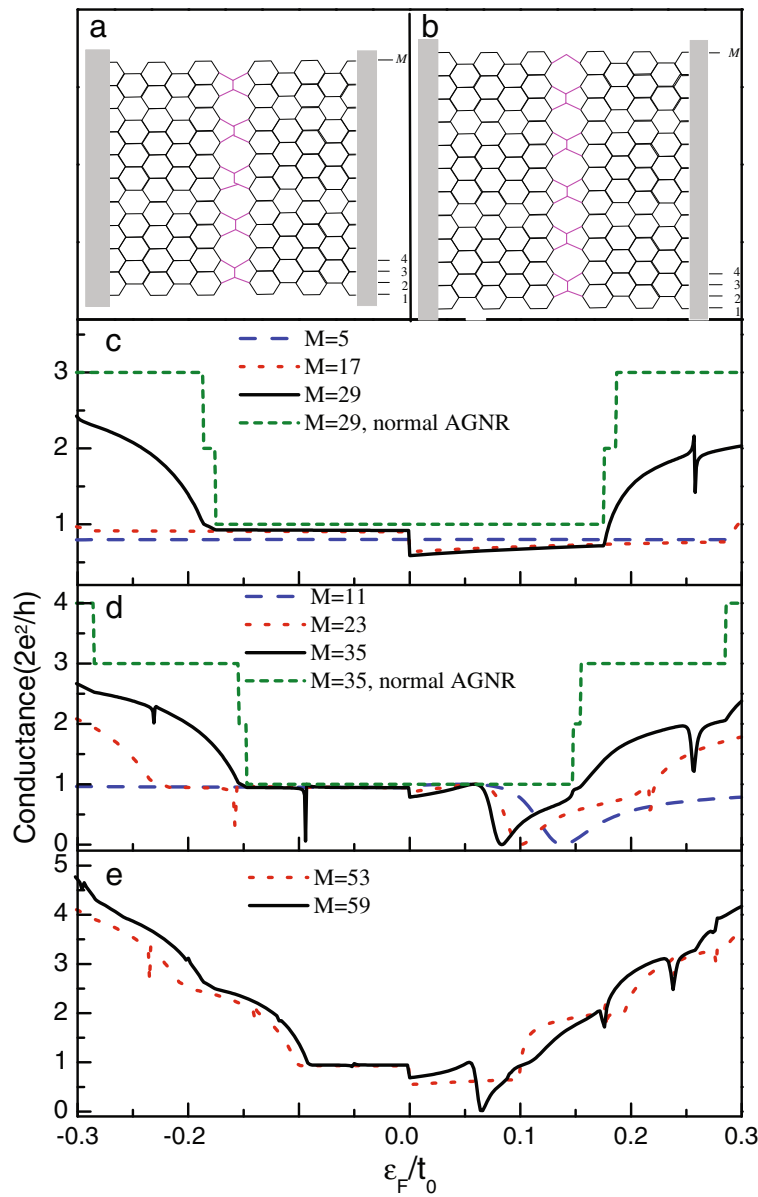 a
b
M
M
4
3
2
1
4
3
2
1
c
M=5
M=17
M=29
M=29, normal AGNR
3
2
1
d
M=11
M=23
M=35
M=35, normal AGNR
4
3
2
1
0
e
M=53
M=59
5
4
3
2
1
0
Conductance(2e²/h)
-0.3 -0.2 0.0 0.1 0.2 0.3
ε_F/t_0